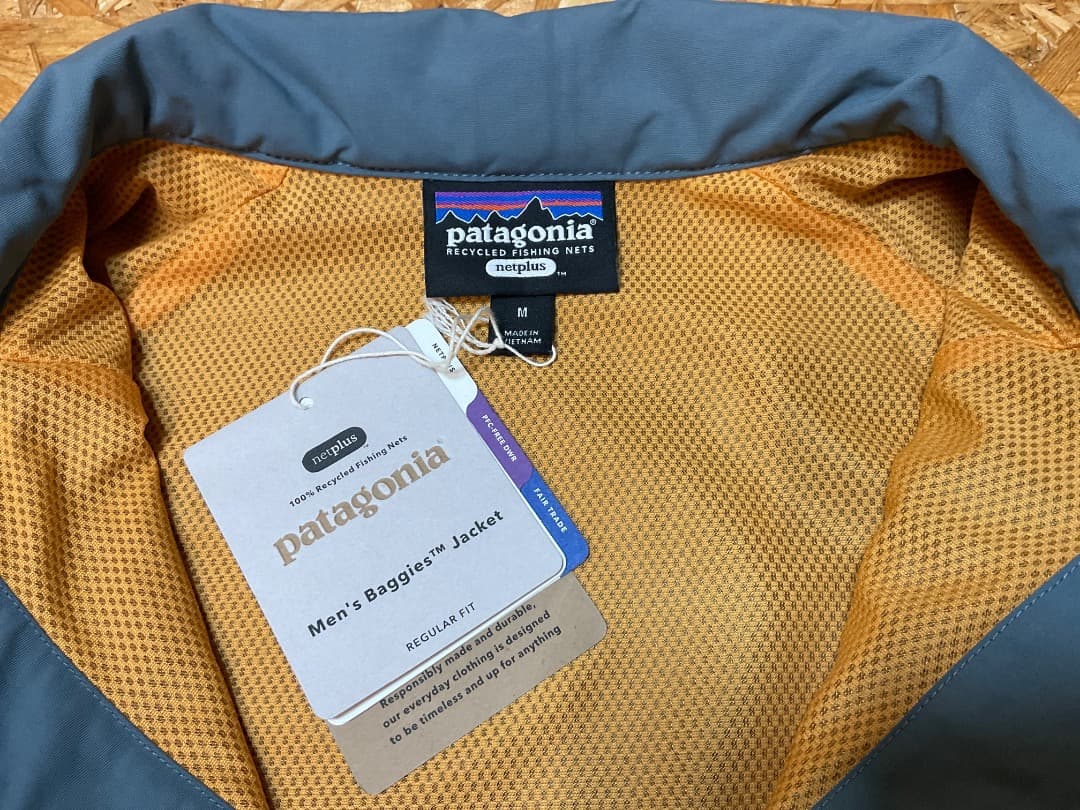 patagonia®
RECYCLED FISHING NETS
netplus™
M
MADE IN
VIETNAM
netplus™
100% Recycled Fishing Nets
patagonia®
Men's Baggies™ Jacket
REGULAR FIT
PFC-FREE DWR
FAIR TRADE
Responsibly made and durable,
our everyday clothing is designed
to be timeless and up for anything